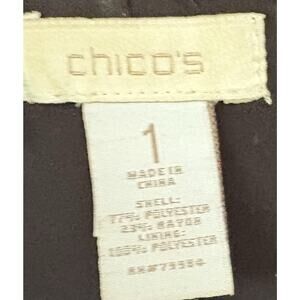 chico's
1
MADE IN
CHINA
SHELL:
77% POLYESTER
23% RAYON
LINING:
100% POLYESTER